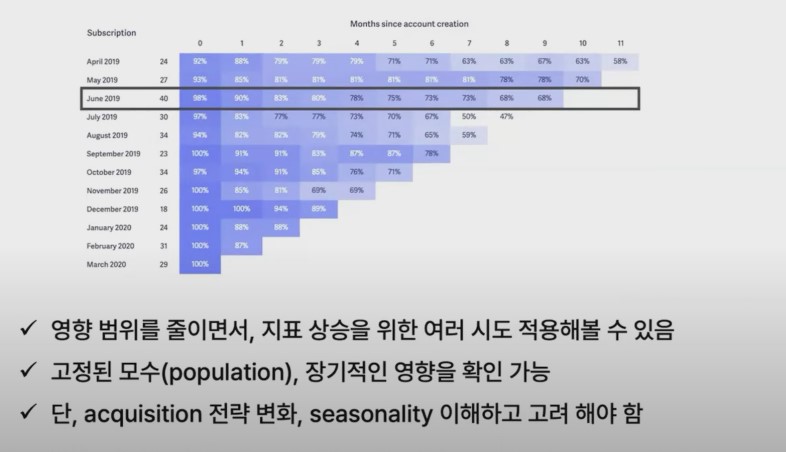 Months since account creation
Subscription
0 1 2 3 4 5 6 7 8 9 10 11
April 2019 24 92% 88% 79% 79% 79% 71% 71% 63% 63% 67% 63% 58%
May 2019 27 93% 85% 81% 81% 81% 81% 81% 81% 78% 78% 70%
June 2019 40 98% 90% 83% 80% 78% 75% 73% 73% 68% 68%
July 2019 30 97% 83% 77% 77% 73% 70% 67% 50% 47%
August 2019 34 94% 82% 82% 79% 74% 71% 65% 59%
September 2019 23 100% 91% 91% 83% 87% 87% 78%
October 2019 34 97% 94% 91% 85% 76% 71%
November 2019 26 100% 85% 81% 69% 69%
December 2019 18 100% 100% 94% 89%
January 2020 24 100% 88% 88%
February 2020 31 100% 87%
March 2020 29 100%
✓ 영향 범위를 줄이면서, 지표 상승을 위한 여러 시도 적용해볼 수 있음
✓ 고정된 모수(population), 장기적인 영향을 확인 가능
✓ 단, acquisition 전략 변화, seasonality 이해하고 고려 해야 함